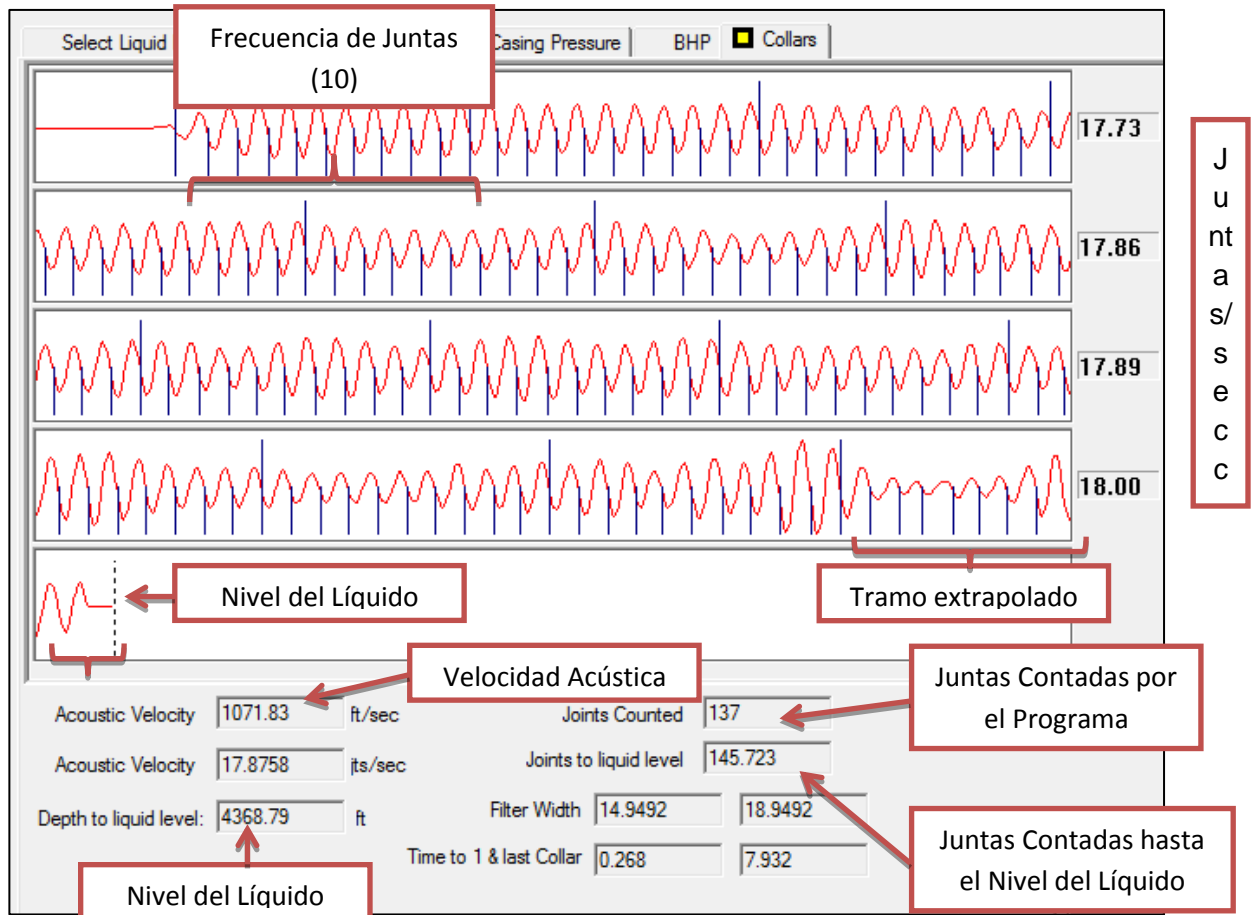 Select Liquid
Frecuencia de Juntas
(10)
Casing Pressure
BHP
Collars
17.73
17.86
17.89
18.00
J
u
nt
a
s/
s
e
c
c
Nivel del Líquido
Tramo extrapolado
Velocidad Acústica
Juntas Contadas por
el Programa
Acoustic Velocity 1071.83 ft/sec
Joints Counted 137
Acoustic Velocity 17.8758 jts/sec
Joints to liquid level 145.723
Depth to liquid level: 4368.79 ft
Filter Width 14.9492 18.9492
Time to 1 & last Collar 0.268 7.932
Juntas Contadas hasta
el Nivel del Líquido
Nivel del Líquido